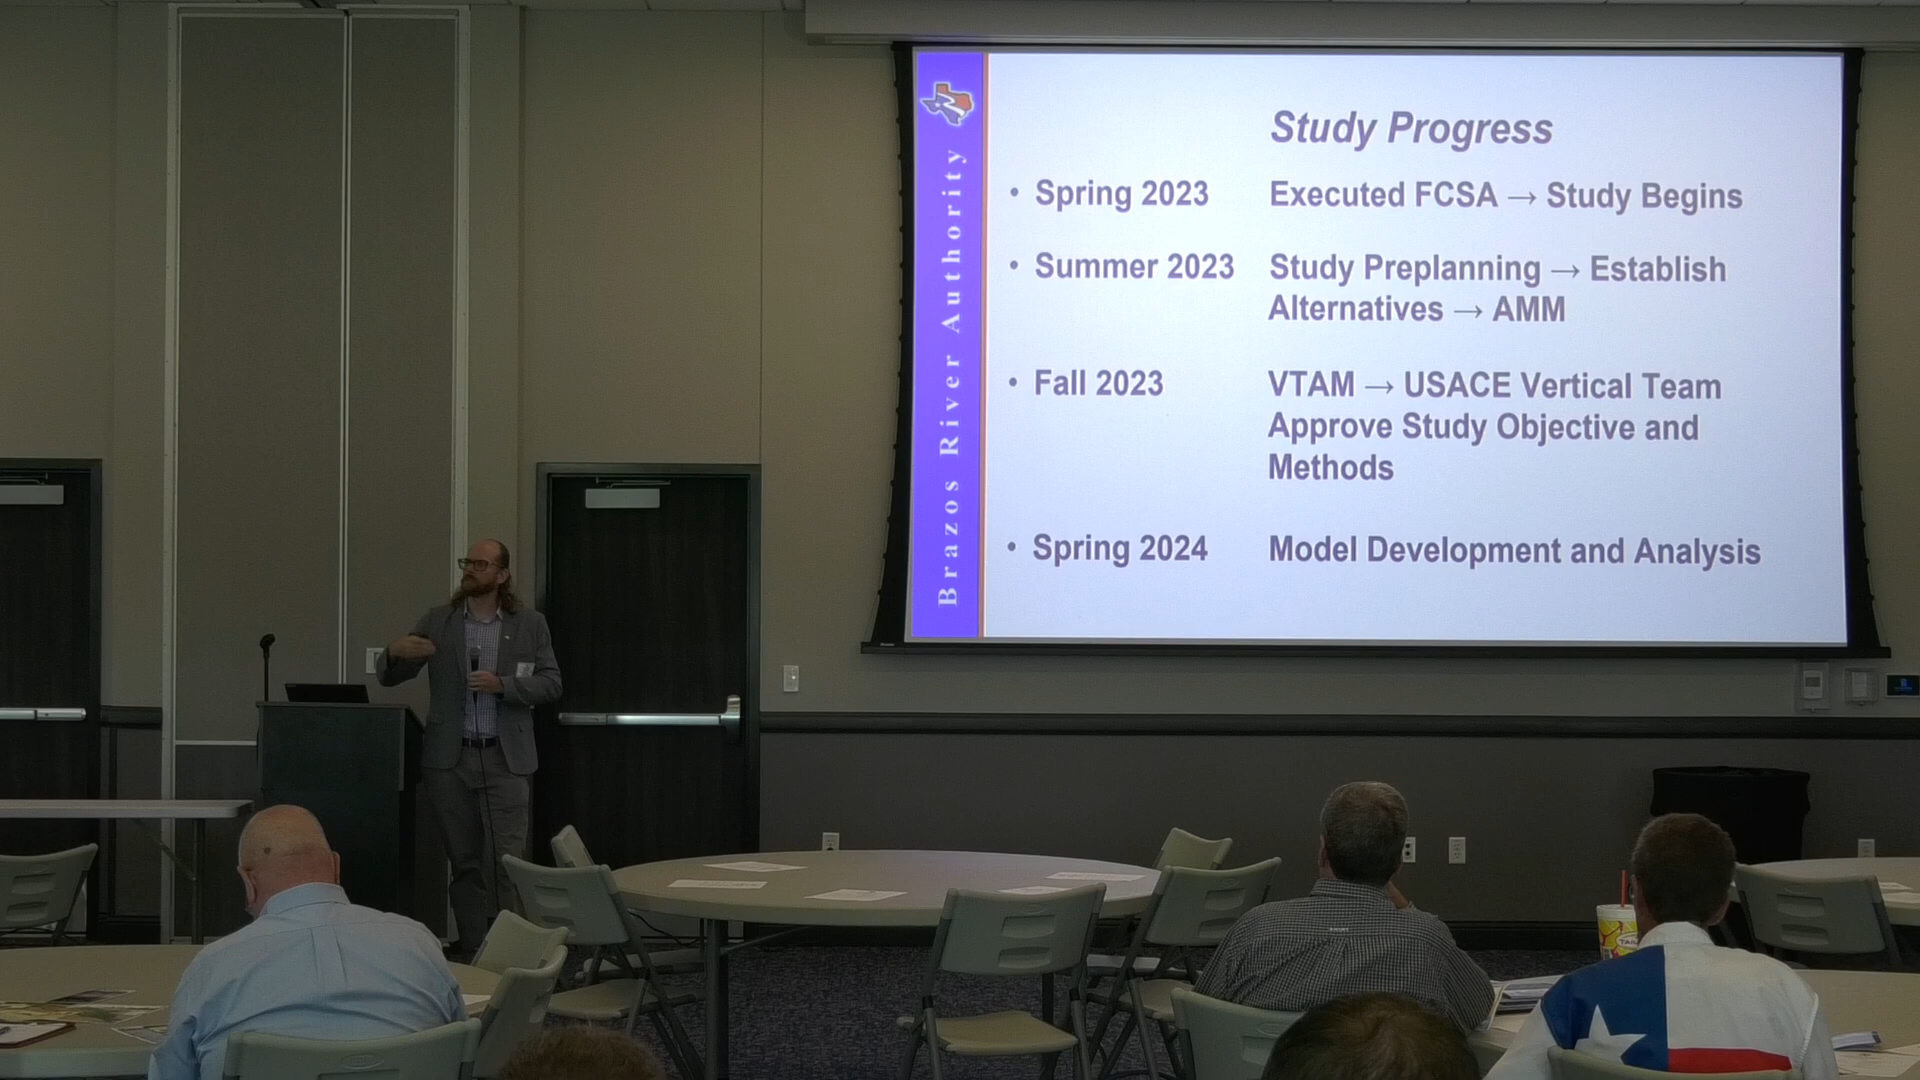 Brazos River Authority
Study Progress
• Spring 2023 Executed FCSA → Study Begins
• Summer 2023 Study Preplanning → Establish
Alternatives → AMM
• Fall 2023 VTAM → USACE Vertical Team
Approve Study Objective and
Methods
• Spring 2024 Model Development and Analysis